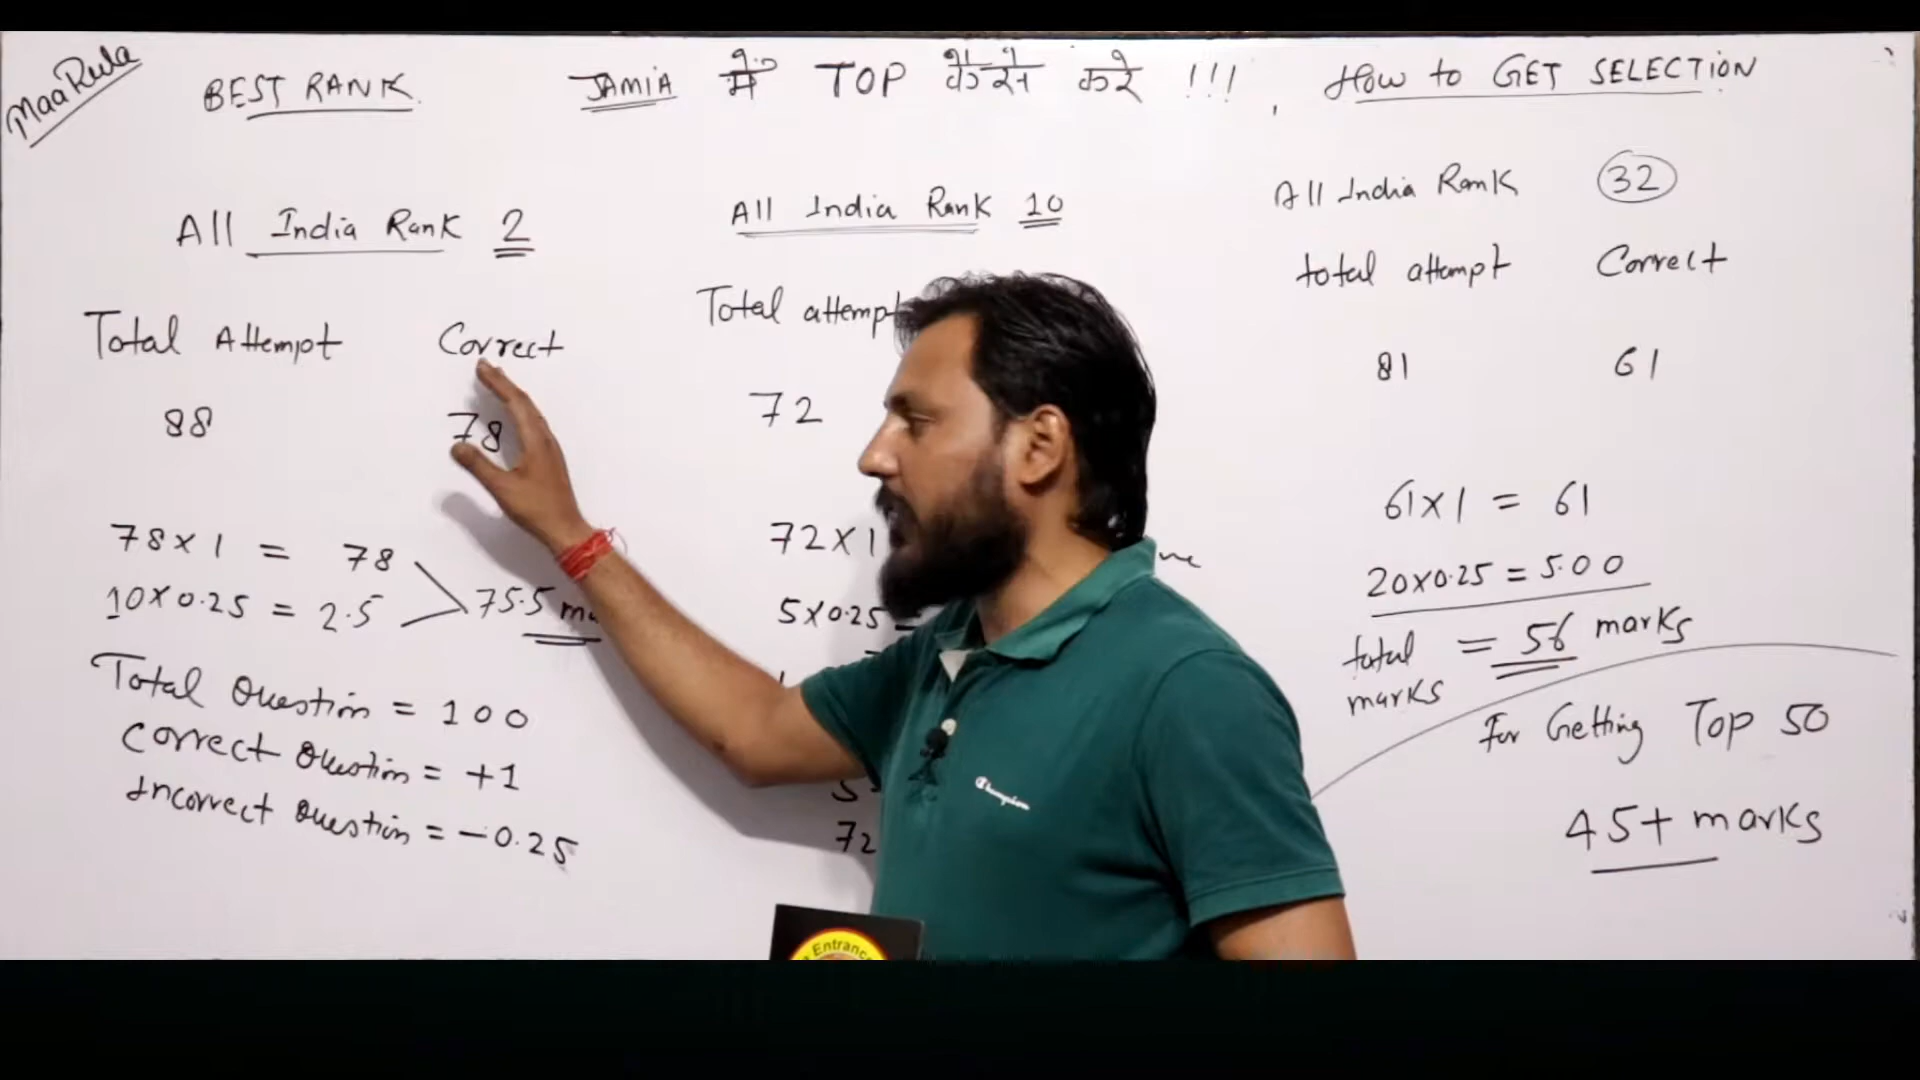 MaaRula
BEST RANK.
JAMIA में TOP कैसे करे !!!
How to GET SELECTION
All India Rank 2
Total Attempt Correct
88 78
78 x 1 = 78
10 x 0.25 = 2.5
75.5
Total Question = 100
Correct Question = +1
Incorrect Question = -0.25
All India Rank 10
Total attempt
72
72 x 1
5 x 0.25 =
72
All India Rank 32
total attempt Correct
81 61
61 x 1 = 61
20 x 0.25 = 5.00
total marks = 56 marks
For Getting Top 50
45+ marks
Champion
Entrance